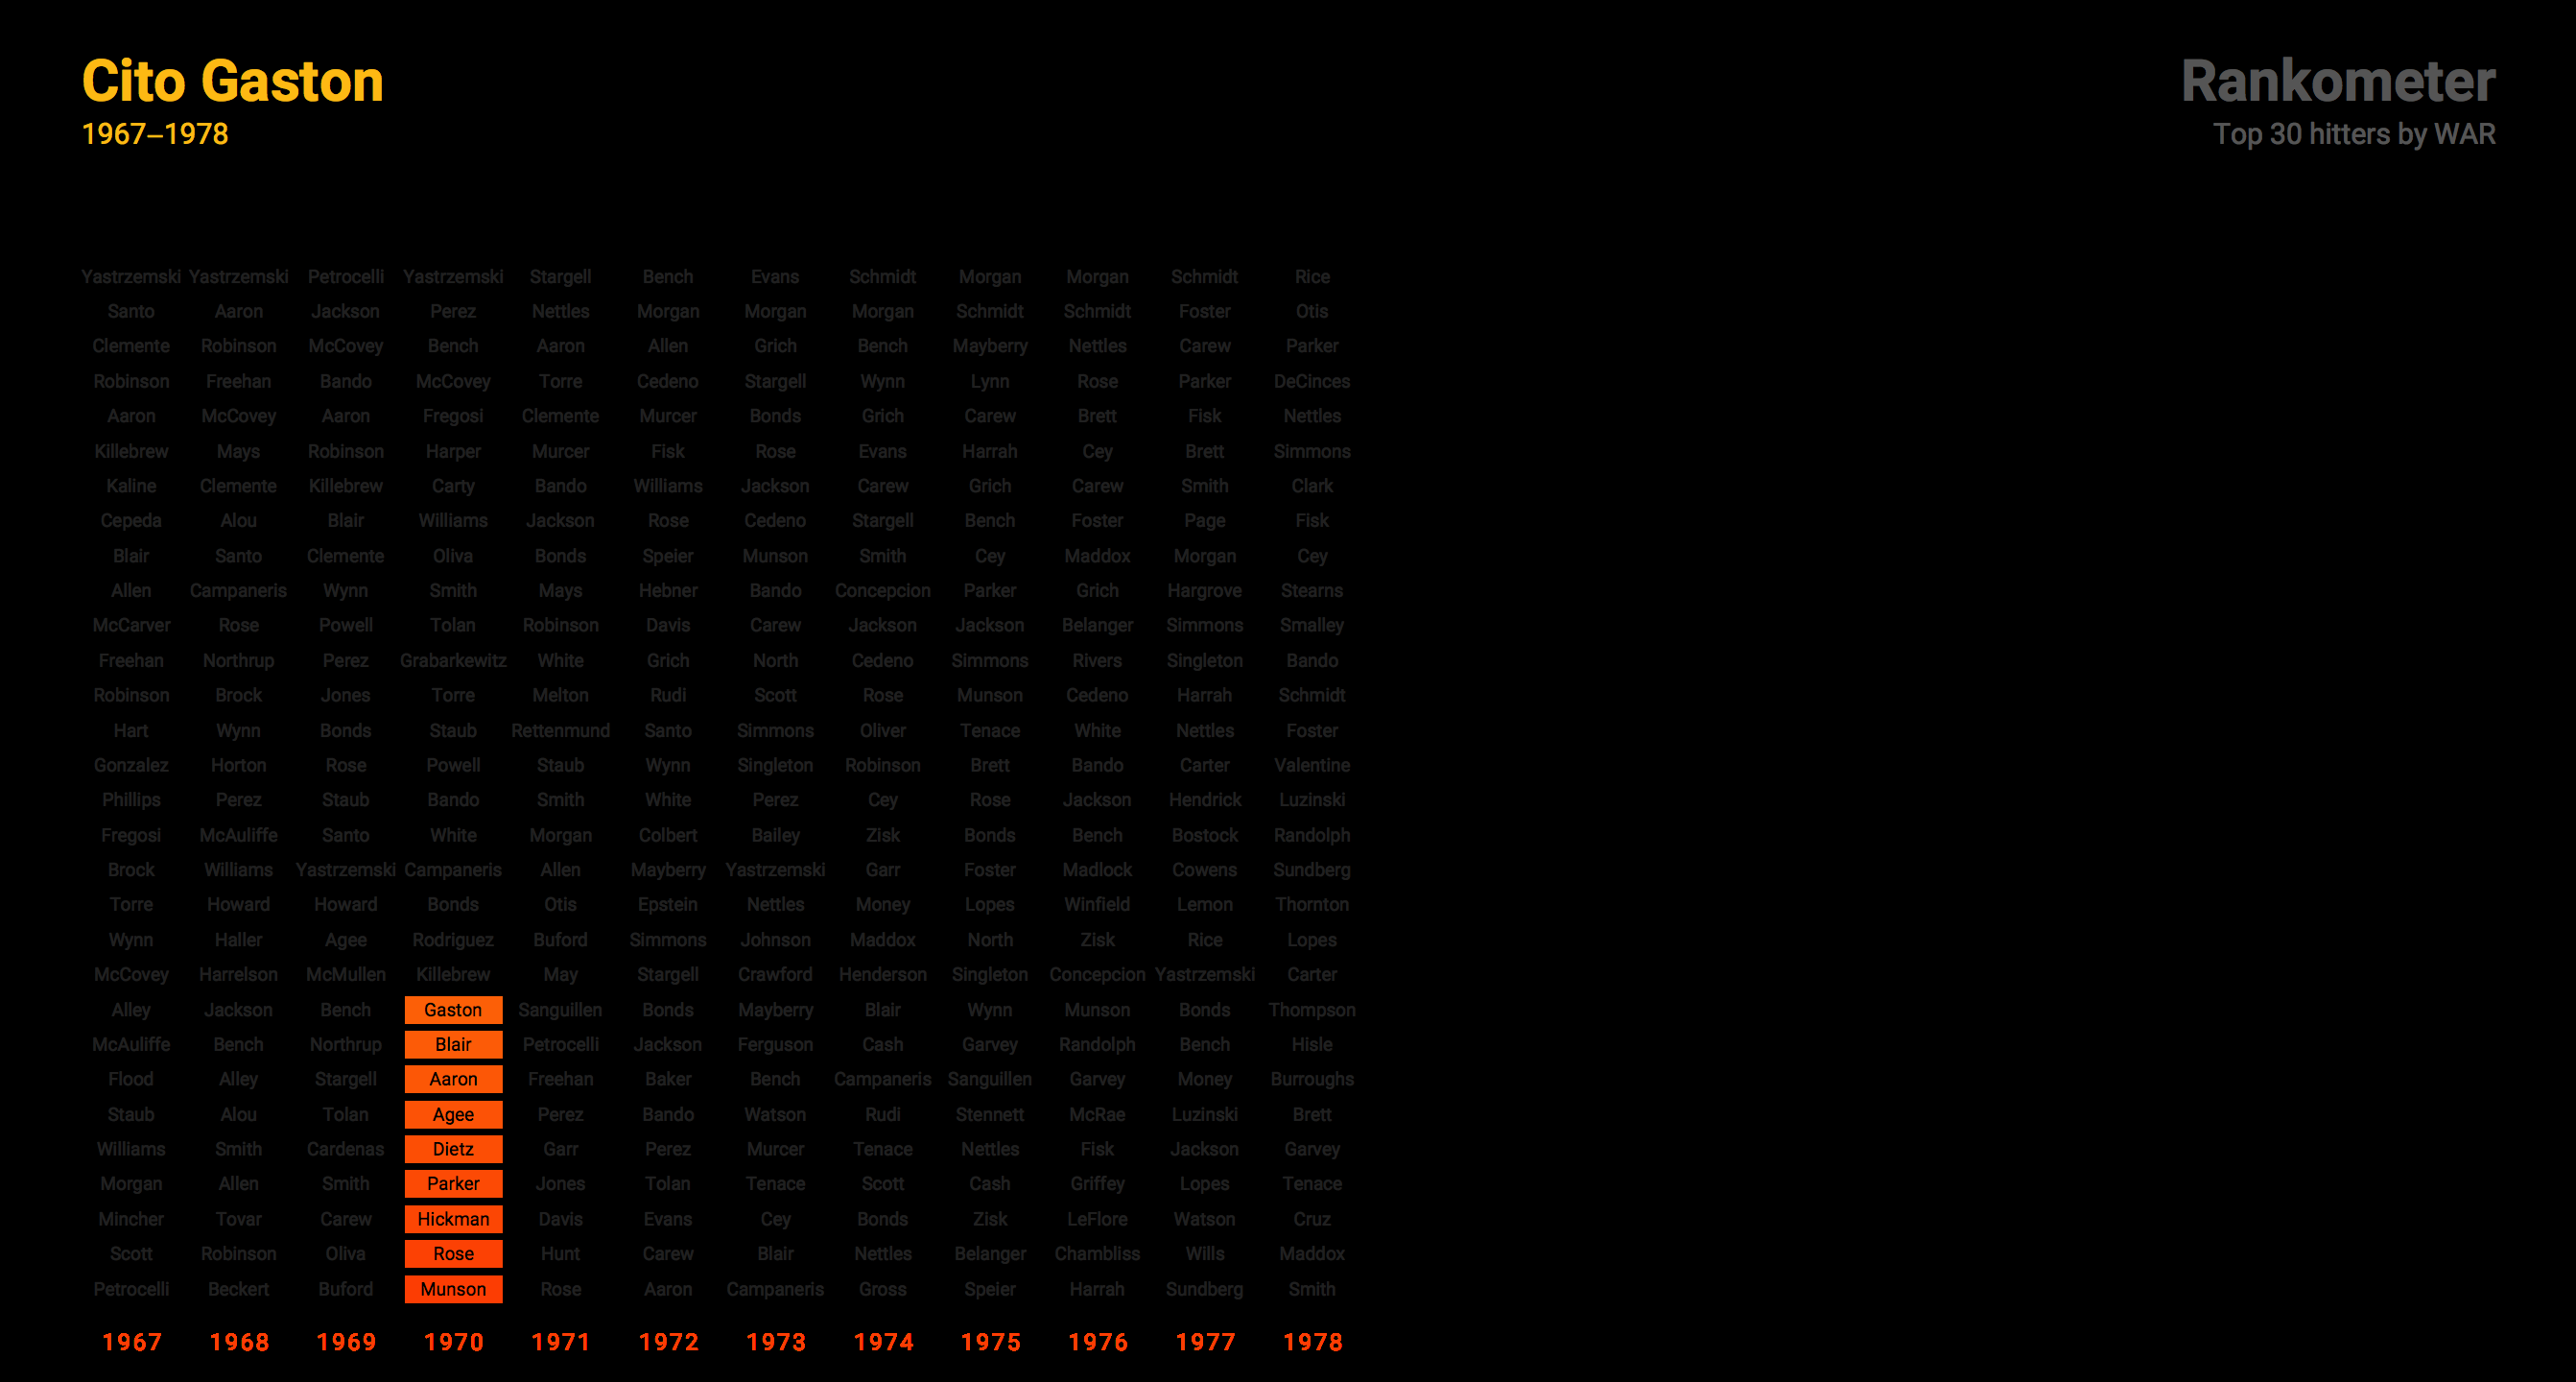 Cito Gaston
1967–1978
Rankometer
Top 30 hitters by WAR
Yastrzemski Yastrzemski Petrocelli Yastrzemski Stargell Bench Evans Schmidt Morgan Morgan Schmidt Rice
Santo Aaron Jackson Perez Nettles Morgan Morgan Morgan Schmidt Schmidt Foster Otis
Clemente Robinson McCovey Bench Aaron Allen Grich Bench Mayberry Nettles Carew Parker
Robinson Freehan Bando McCovey Torre Cedeno Stargell Wynn Lynn Rose Parker DeCinces
Aaron McCovey Aaron Fregosi Clemente Murcer Bonds Grich Carew Brett Fisk Nettles
Killebrew Mays Robinson Harper Murcer Fisk Rose Evans Harrah Cey Brett Simmons
Kaline Clemente Killebrew Carty Bando Williams Jackson Carew Grich Carew Smith Clark
Cepeda Alou Blair Williams Jackson Rose Cedeno Stargell Bench Foster Page Fisk
Blair Santo Clemente Oliva Bonds Speier Munson Smith Cey Maddox Morgan Cey
Allen Campaneris Wynn Smith Mays Hebner Bando Concepcion Parker Grich Hargrove Stearns
McCarver Rose Powell Tolan Robinson Davis Carew Jackson Jackson Belanger Simmons Smalley
Freehan Northrup Perez Grabarkewitz White Grich North Cedeno Simmons Rivers Singleton Bando
Robinson Brock Jones Torre Melton Rudi Scott Rose Munson Cedeno Harrah Schmidt
Hart Wynn Bonds Staub Rettenmund Santo Simmons Oliver Tenace White Nettles Foster
Gonzalez Horton Rose Powell Staub Wynn Singleton Robinson Brett Bando Carter Valentine
Phillips Perez Staub Bando Smith White Perez Cey Rose Jackson Hendrick Luzinski
Fregosi McAuliffe Santo White Morgan Colbert Bailey Zisk Bonds Bench Bostock Randolph
Brock Williams Yastrzemski Campaneris Allen Mayberry Yastrzemski Garr Foster Madlock Cowens Sundberg
Torre Howard Howard Bonds Otis Epstein Nettles Money Lopes Winfield Lemon Thornton
Wynn Haller Agee Rodriguez Buford Simmons Johnson Maddox North Zisk Rice Lopes
McCovey Harrelson McMullen Killebrew May Stargell Crawford Henderson Singleton Concepcion Yastrzemski Carter
Alley Jackson Bench Gaston Sanguillen Bonds Mayberry Blair Wynn Munson Bonds Thompson
McAuliffe Bench Northrup Blair Petrocelli Jackson Ferguson Cash Garvey Randolph Bench Hisle
Flood Alley Stargell Aaron Freehan Baker Bench Campaneris Sanguillen Garvey Money Burroughs
Staub Alou Tolan Agee Perez Bando Watson Rudi Stennett McRae Luzinski Brett
Williams Smith Cardenas Dietz Garr Perez Murcer Tenace Nettles Fisk Jackson Garvey
Morgan Allen Smith Parker Jones Tolan Tenace Scott Cash Griffey Lopes Tenace
Mincher Tovar Carew Hickman Davis Evans Cey Bonds Zisk LeFlore Watson Cruz
Scott Robinson Oliva Rose Hunt Carew Blair Nettles Belanger Chambliss Wills Maddox
Petrocelli Beckert Buford Munson Rose Aaron Campaneris Gross Speier Harrah Sundberg Smith
1967 1968 1969 1970 1971 1972 1973 1974 1975 1976 1977 1978